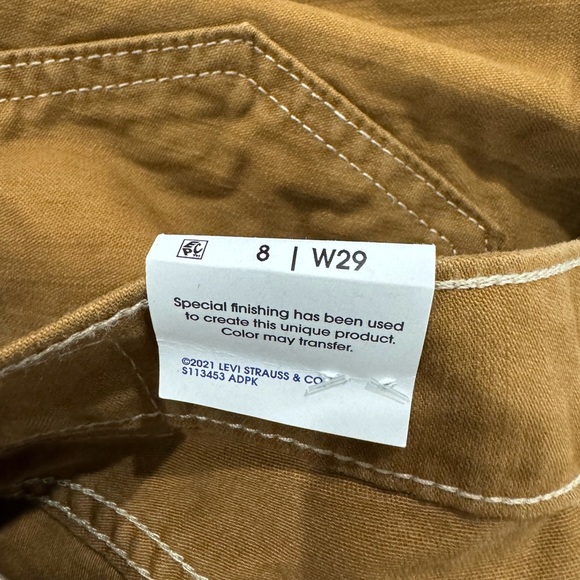 8 | W29
Special finishing has been used
to create this unique product.
Color may transfer.
©2021 LEVI STRAUSS & CO
S113453 ADPK